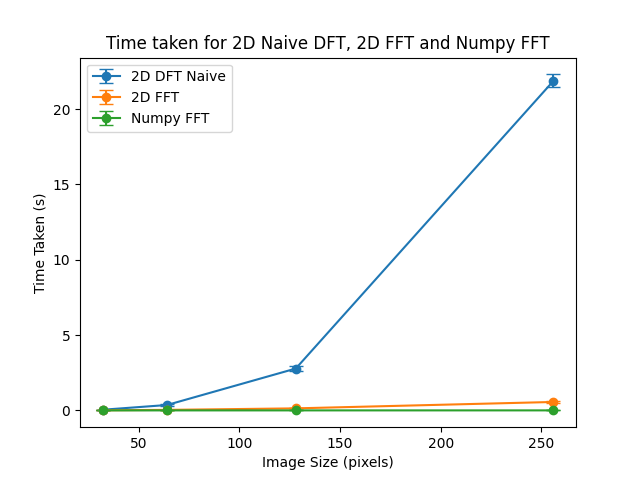 Time taken for 2D Naive DFT, 2D FFT and Numpy FFT
2D DFT Naive
2D FFT
Numpy FFT
Time Taken (s)
20
15
10
5
0
50
100
150
200
250
Image Size (pixels)